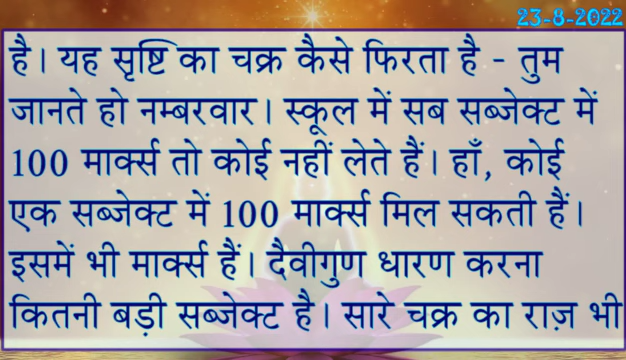 23-8-2022
है। यह सृष्टि का चक्र कैसे फिरता है - तुम
जानते हो नम्बरवार। स्कूल में सब सब्जेक्ट में
100 मार्क्स तो कोई नहीं लेते हैं। हाँ, कोई
एक सब्जेक्ट में 100 मार्क्स मिल सकती हैं।
इसमें भी मार्क्स हैं। दैवीगुण धारण करना
कितनी बड़ी सब्जेक्ट है। सारे चक्र का राज़ भी